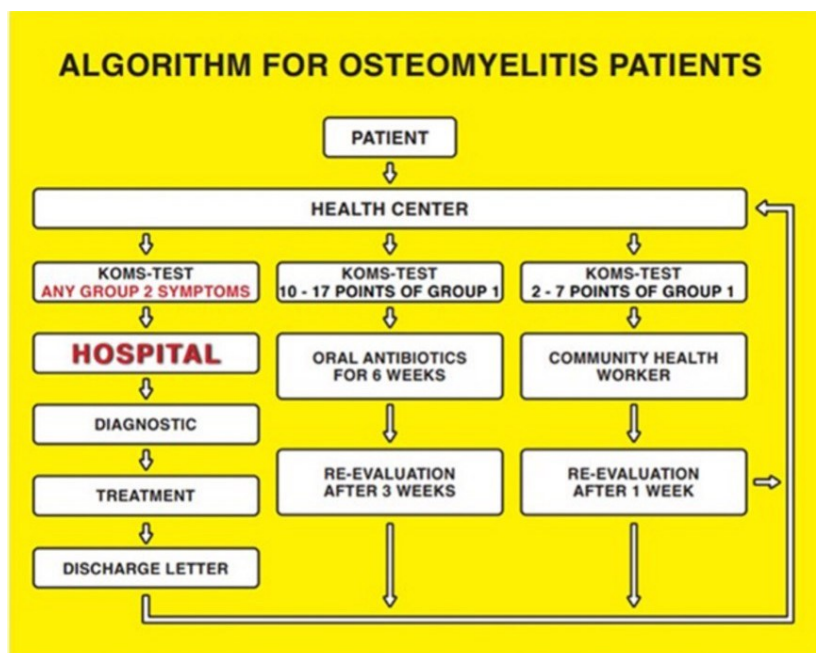 ALGORITHM FOR OSTEOMYELITIS PATIENTS
PATIENT
HEALTH CENTER
KOMS-TEST
ANY GROUP 2 SYMPTOMS
KOMS-TEST
10 - 17 POINTS OF GROUP 1
KOMS-TEST
2 - 7 POINTS OF GROUP 1
HOSPITAL
ORAL ANTIBIOTICS
FOR 6 WEEKS
COMMUNITY HEALTH
WORKER
DIAGNOSTIC
TREATMENT
RE-EVALUATION
AFTER 3 WEEKS
RE-EVALUATION
AFTER 1 WEEK
DISCHARGE LETTER